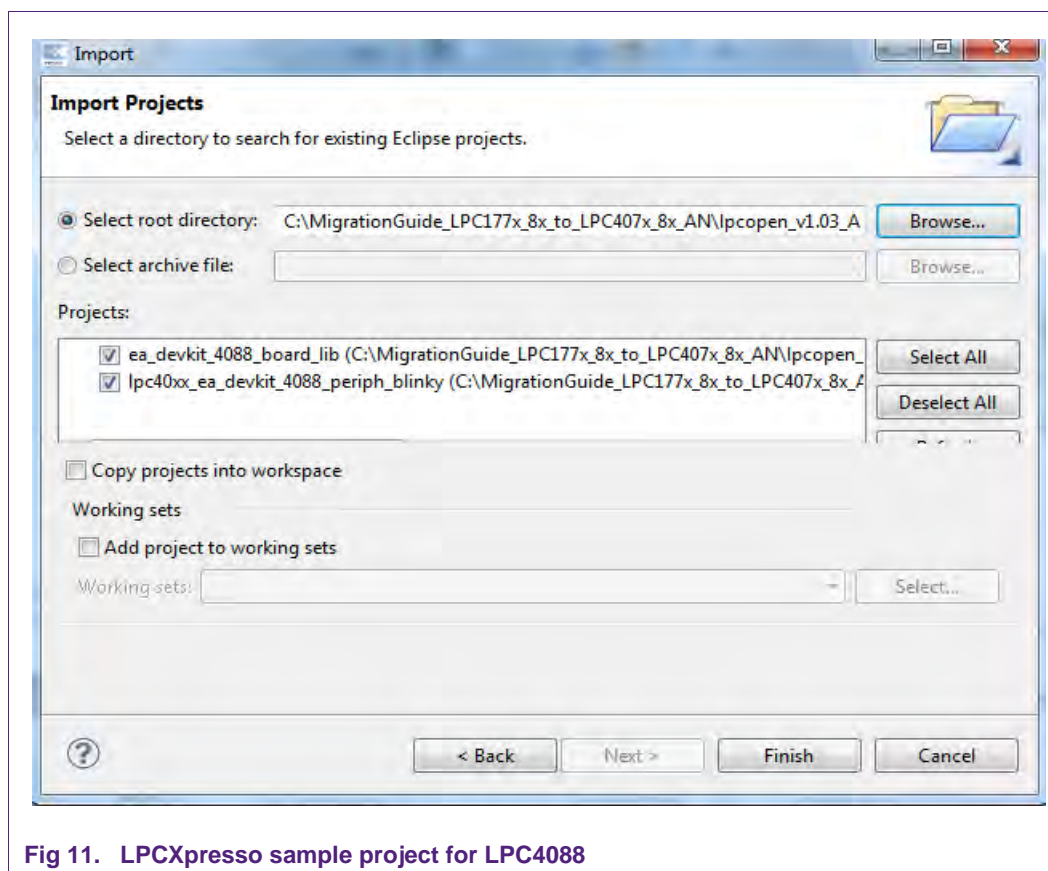 Import
Import Projects
Select a directory to search for existing Eclipse projects.
Select root directory: C:\MigrationGuide_LPC177x_8x_to_LPC407x_8x_AN\lpcopen_v1.03_A Browse...
Select archive file: Browse...
Projects:
ea_devkit_4088_board_lib (C:\MigrationGuide_LPC177x_8x_to_LPC407x_8x_AN\lpcopen_ Select All
lpc40xx_ea_devkit_4088_periph_blinky (C:\MigrationGuide_LPC177x_8x_to_LPC407x_8x_A
Deselect All
Copy projects into workspace
Working sets
Add project to working sets
Working sets: Select...
? < Back Next > Finish Cancel
Fig 11. LPCXpresso sample project for LPC4088